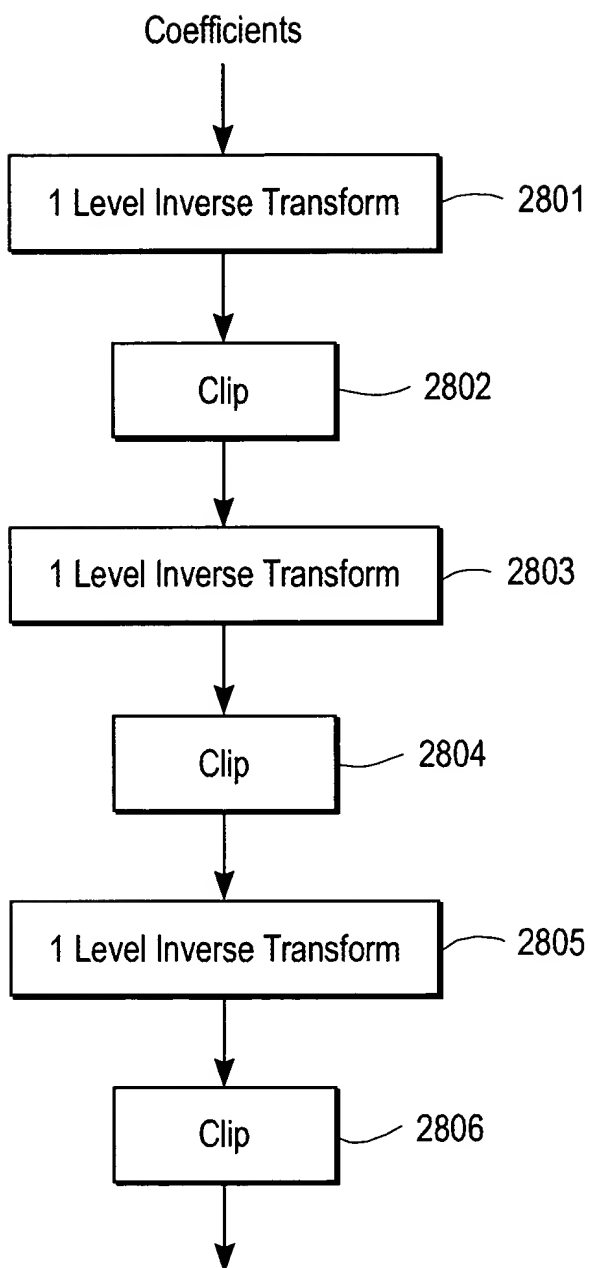 Coefficients
1 Level Inverse Transform 2801
Clip 2802
1 Level Inverse Transform 2803
Clip 2804
1 Level Inverse Transform 2805
Clip 2806